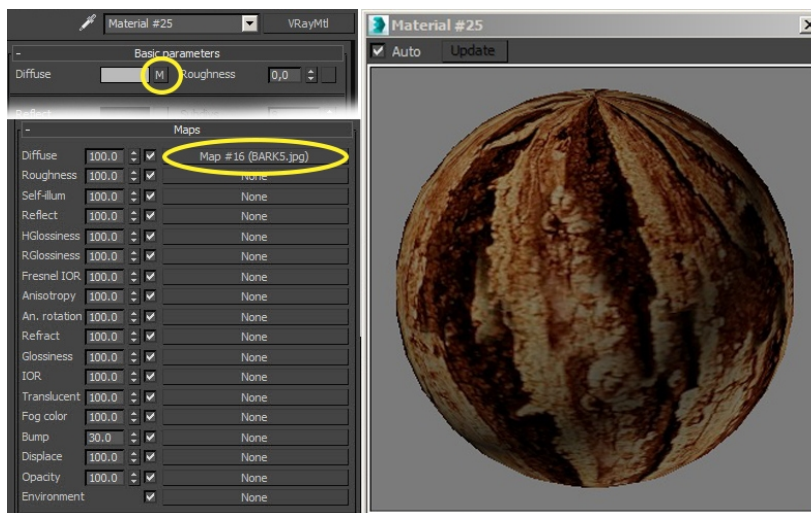 Material #25 VRayMtl
- Basic parameters
Diffuse M Roughness 0,0
- Maps
Diffuse 100.0 Map #16 (BARK5.jpg)
Roughness 100.0 None
Self-illum 100.0 None
Reflect 100.0 None
HGlossiness 100.0 None
RGlossiness 100.0 None
Fresnel IOR 100.0 None
Anisotropy 100.0 None
An. rotation 100.0 None
Refract 100.0 None
Glossiness 100.0 None
IOR 100.0 None
Translucent 100.0 None
Fog color 100.0 None
Bump 30.0 None
Displace 100.0 None
Opacity 100.0 None
Environment None
Material #25
Auto Update